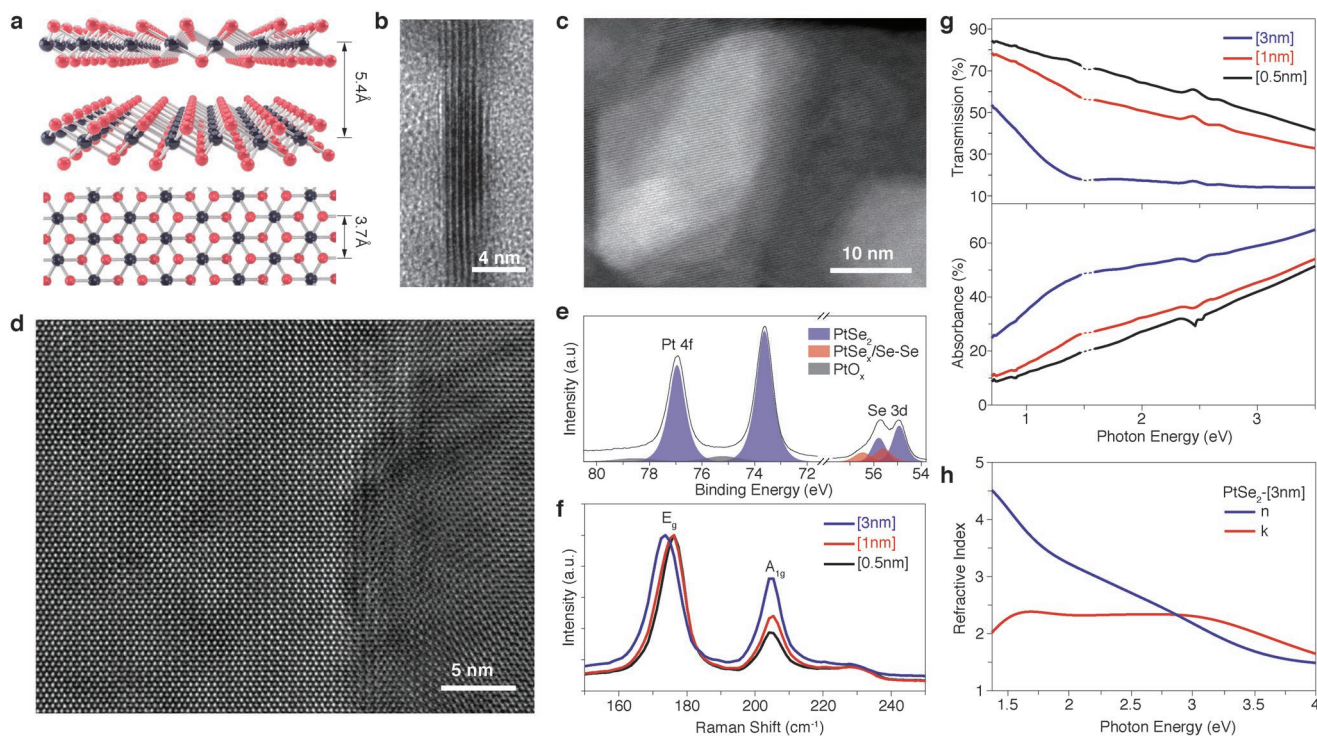 a
5.4Å
3.7Å
b
4 nm
c
10 nm
d
5 nm
e
PtSe₂
PtSeₓ/Se-Se
PtOₓ
Pt 4f
Se 3d
Intensity (a.u)
80 78 76 74 72 56 54
Binding Energy (eV)
f
[3nm]
[1nm]
[0.5nm]
E_g
A_1g
Intensity (a.u.)
160 180 200 220 240
Raman Shift (cm⁻¹)
g
[3nm]
[1nm]
[0.5nm]
90
70
50
30
10
Transmission (%)
80
60
40
20
0
Absorbance (%)
1 2 3
Photon Energy (eV)
h
PtSe₂-[3nm]
n
k
5
4
3
2
1
Refractive Index
1.5 2 2.5 3 3.5 4
Photon Energy (eV)